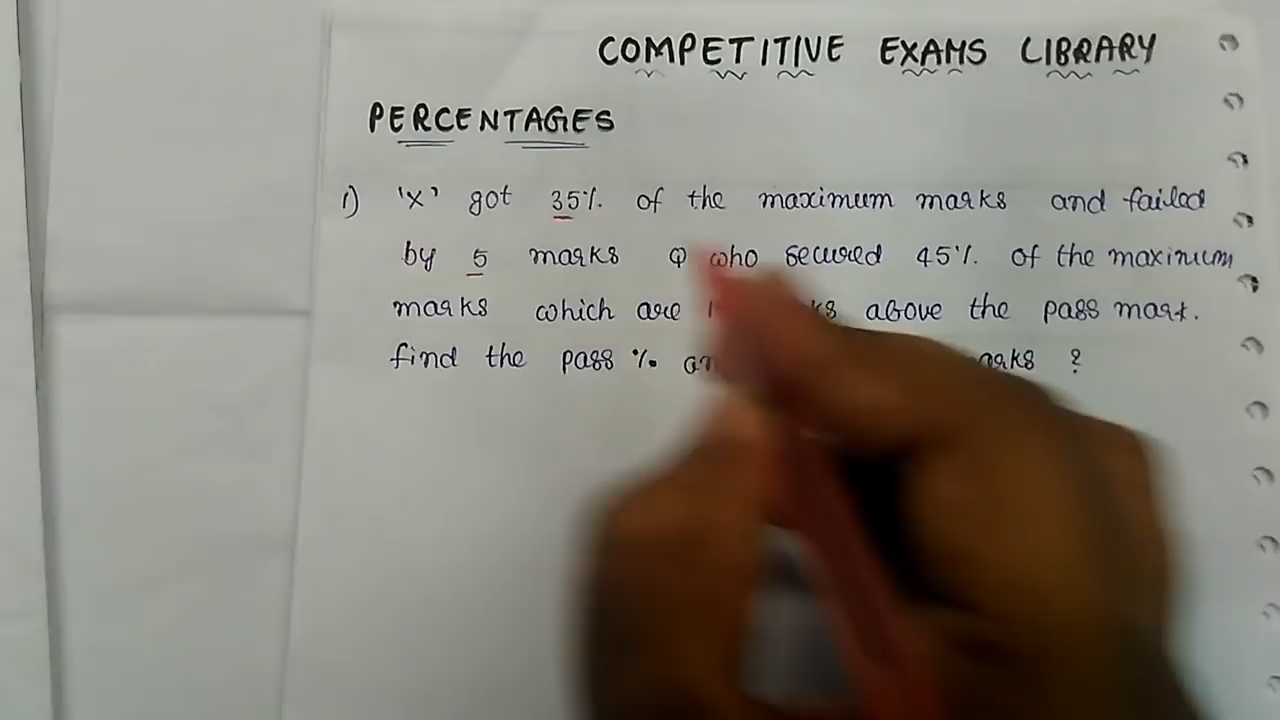 COMPETITIVE EXAMS LIBRARY
PERCENTAGES
1) 'X' got 35% of the maximum marks and failed
by 5 marks Q who secured 45% of the maximum
marks which are above the pass mark.
find the pass % ?